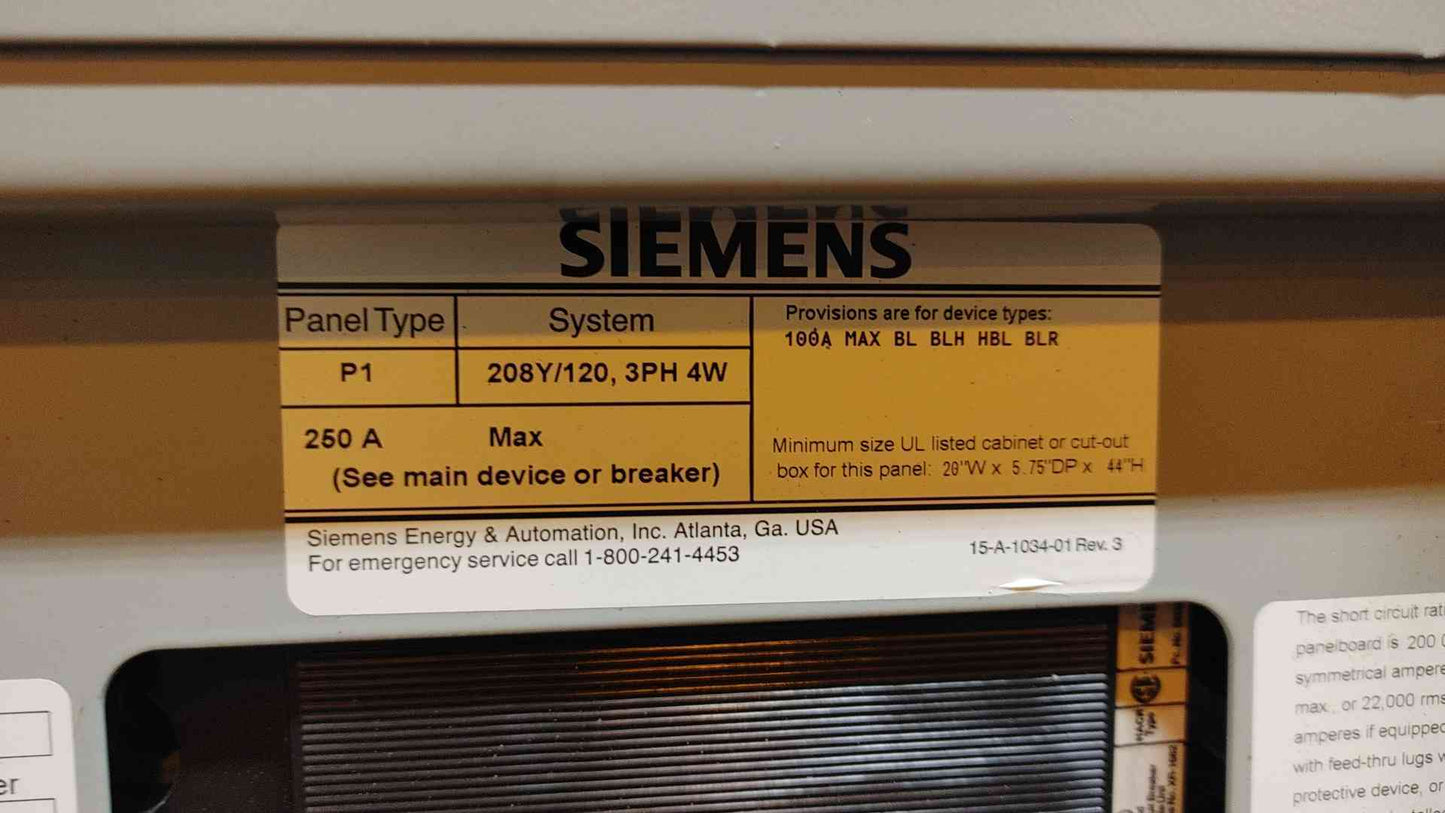 SIEMENS
Panel Type
System
P1
208Y/120, 3PH 4W
250 A Max
(See main device or breaker)
Provisions are for device types:
100A MAX BL BLH HBL BLR
Minimum size UL listed cabinet or cut-out
box for this panel: 20"W x 5.75"DP x 44"H
Siemens Energy & Automation, Inc. Atlanta, Ga. USA
For emergency service call 1-800-241-4453
15-A-1034-01 Rev. 3
The short circuit
panelboard is 200
symmetrical
max., or 22,000 rms
amperes if equipped
with feed-thru lugs
protective device, or
er
SIEME
Type
Breaker